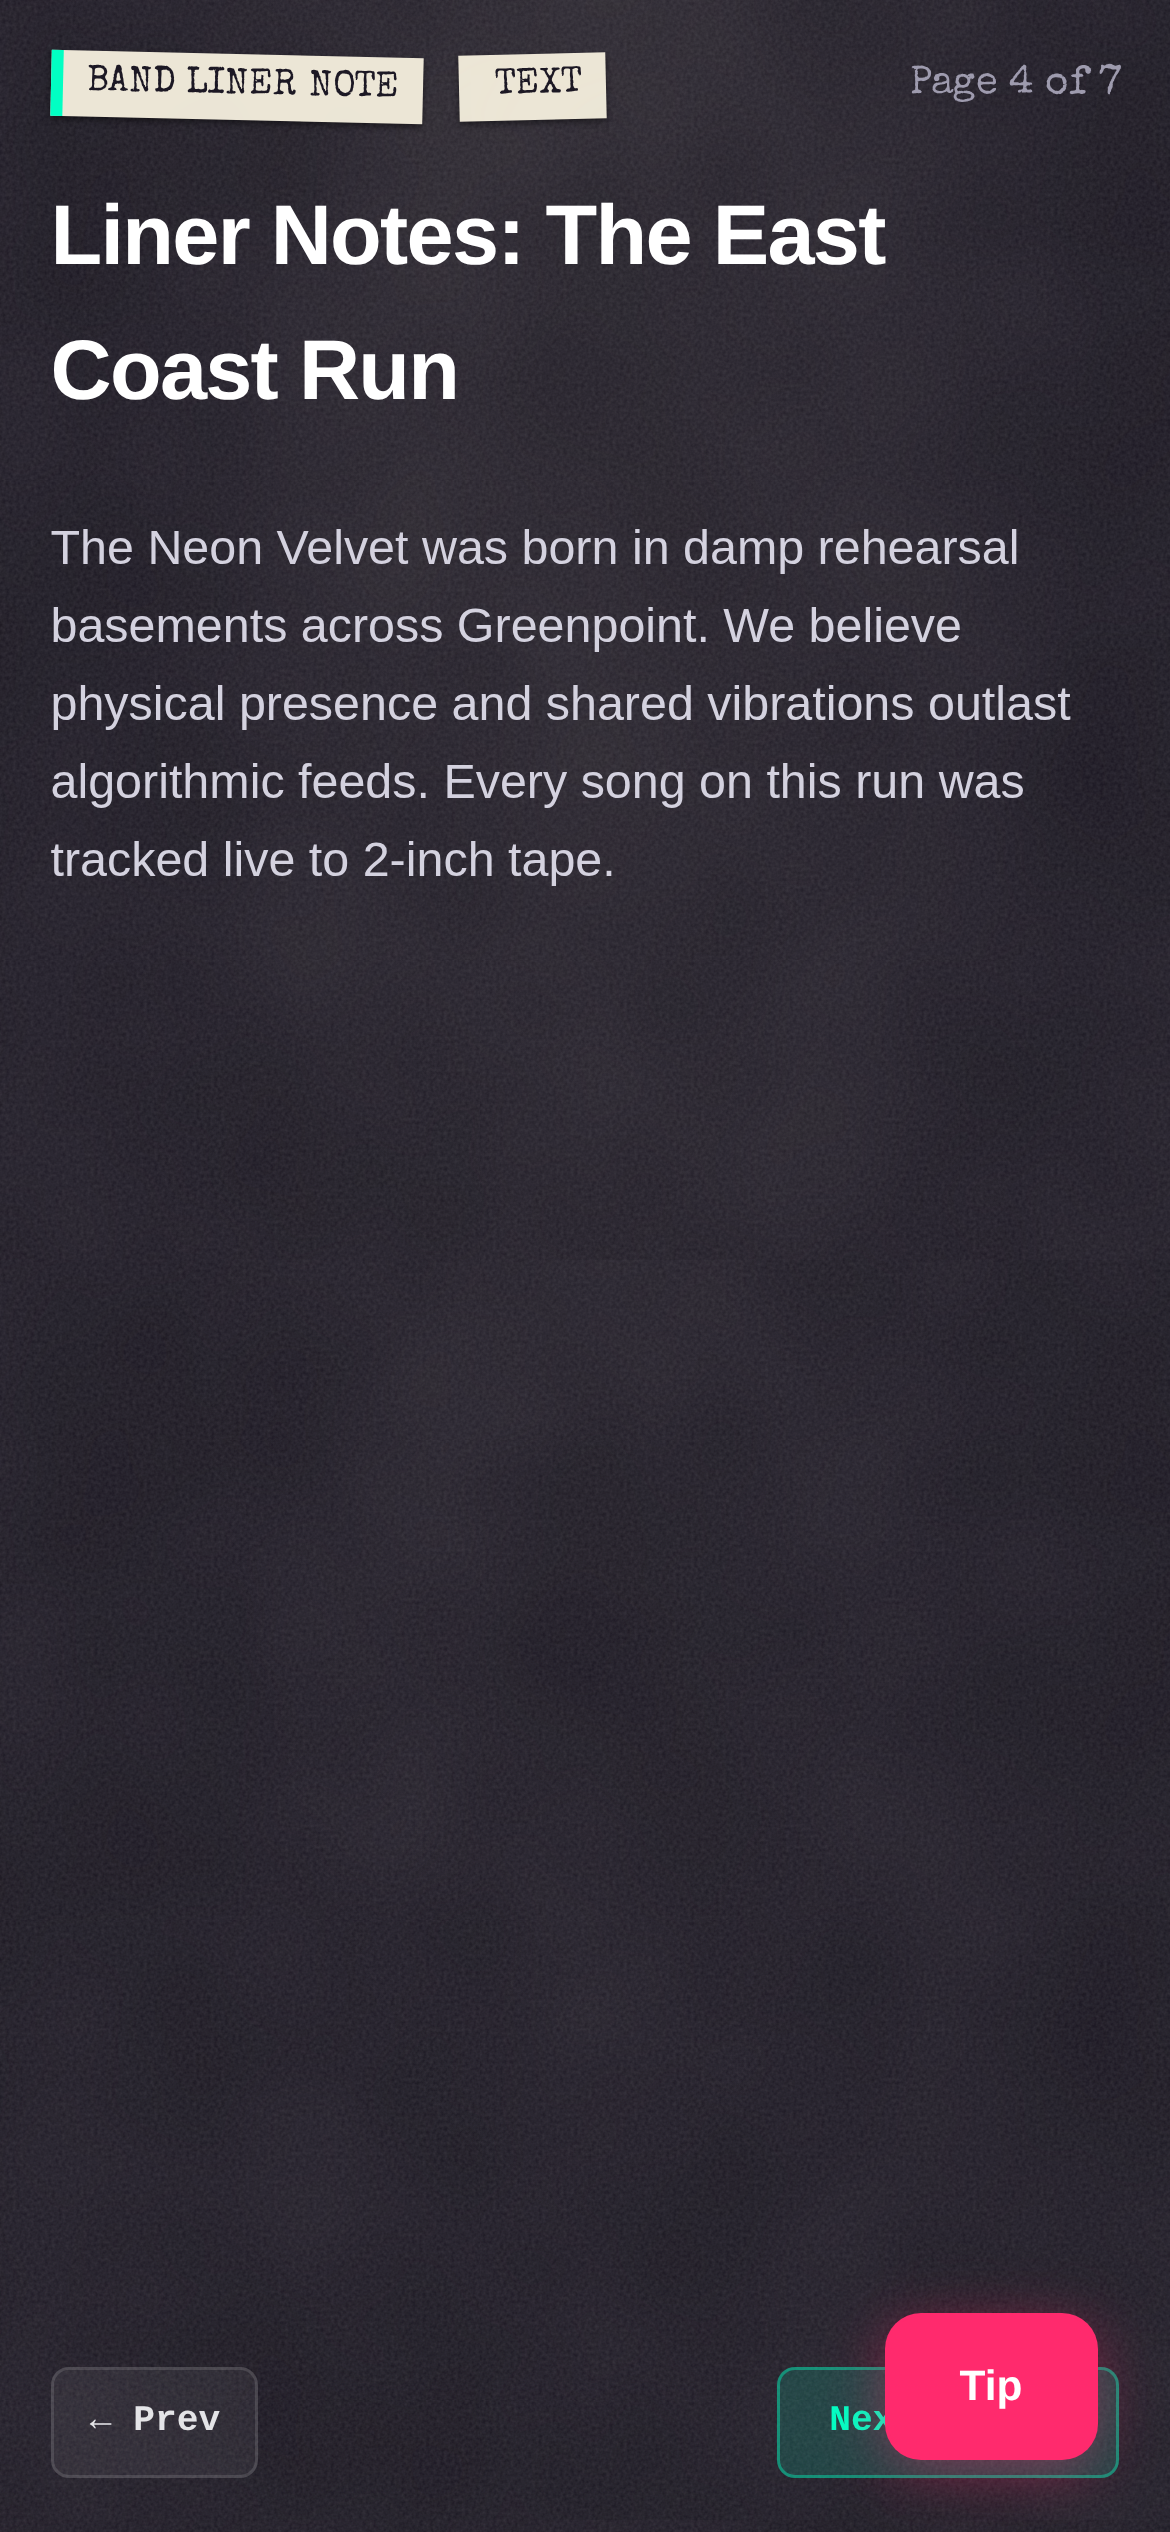 BAND LINER NOTE TEXT Page 4 of 7
Liner Notes: The East
Coast Run
The Neon Velvet was born in damp rehearsal
basements across Greenpoint. We believe
physical presence and shared vibrations outlast
algorithmic feeds. Every song on this run was
tracked live to 2-inch tape.
← Prev
Tip